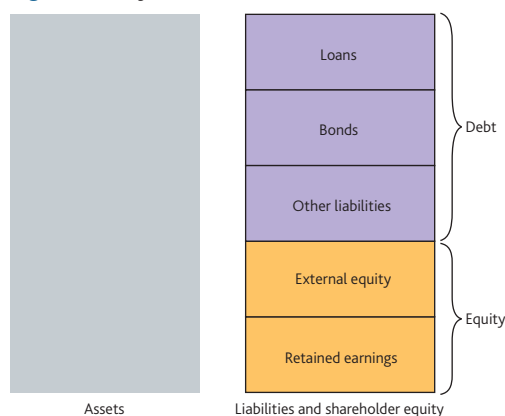 Loans
Bonds
Debt
Other liabilities
External equity
Equity
Retained earnings
Assets
Liabilities and shareholder equity